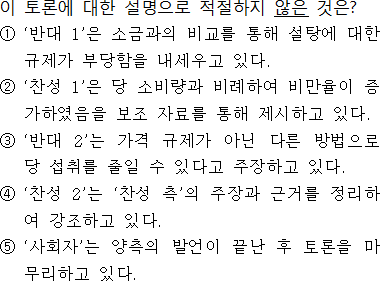 이 토론에 대한 설명으로 적절하지 않은 것은?
① ‘반대 1’은 소금과의 비교를 통해 설탕에 대한
규제가 부당함을 내세우고 있다.
② ‘찬성 1’은 당 소비량과 비례하여 비만율이 증
가하였음을 보조 자료를 통해 제시하고 있다.
③ ‘반대 2’는 가격 규제가 아닌 다른 방법으로
당 섭취를 줄일 수 있다고 주장하고 있다.
④ ‘찬성 2’는 ‘찬성 측’의 주장과 근거를 정리하
여 강조하고 있다.
⑤ ‘사회자’는 양측의 발언이 끝난 후 토론을 마
무리하고 있다.